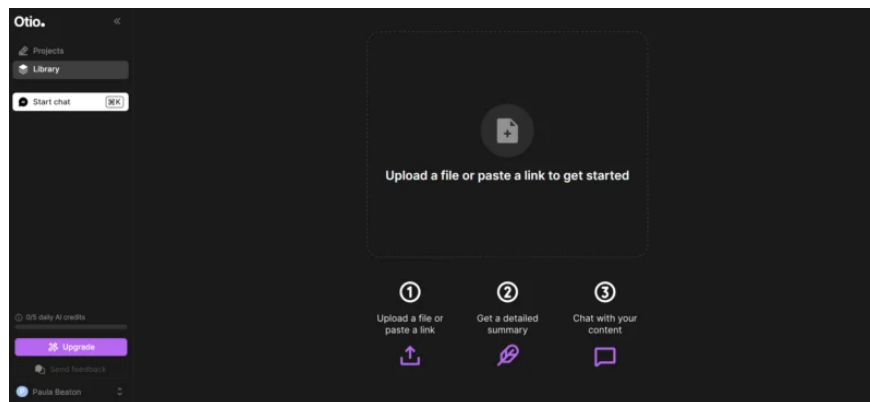 Otio.
«
Projects
Library
Start chat ⌘K
Upload a file or paste a link to get started
1
Upload a file or
paste a link
2
Get a detailed
summary
3
Chat with your
content
0/5 daily AI credits
Upgrade
Send feedback
P Paula Beaton